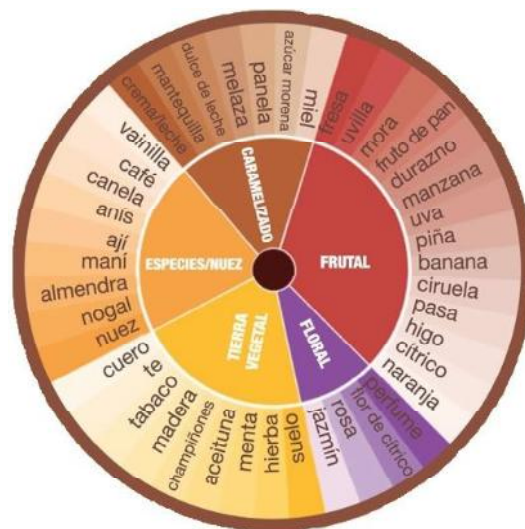 CARAMELIZADO
crema/leche
mantequilla
dulce de leche
melaza
panela
azúcar morena
miel
FRUTAL
fresa
uvilla
mora
fruto de pan
durazno
manzana
uva
piña
banana
ciruela
pasa
higo
cítrico
naranja
FLORAL
perfume
flor de cítrico
rosa
jazmín
TIERRA
VEGETAL
suelo
hierba
menta
aceituna
champiñones
madera
tabaco
te
cuero
ESPECIES/NUEZ
nuez
nogal
almendra
maní
ají
anís
canela
café
vainilla